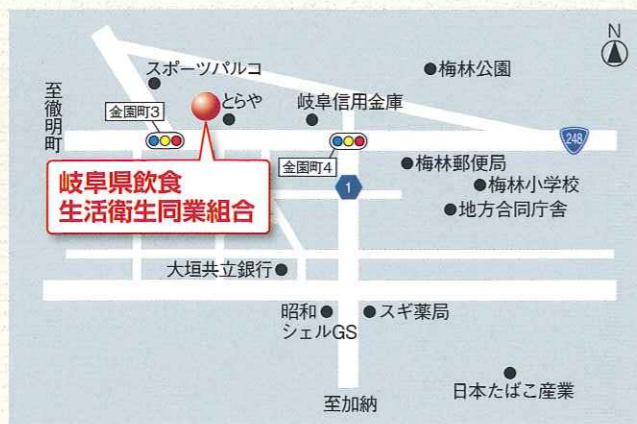 N
スポーツパルコ
梅林公園
至徹明町
金園町3
とらや
岐阜信用金庫
248
金園町4
梅林郵便局
岐阜県飲食
生活衛生同業組合
1
梅林小学校
地方合同庁舎
大垣共立銀行
昭和
シェルGS
スギ薬局
日本たばこ産業
至加納